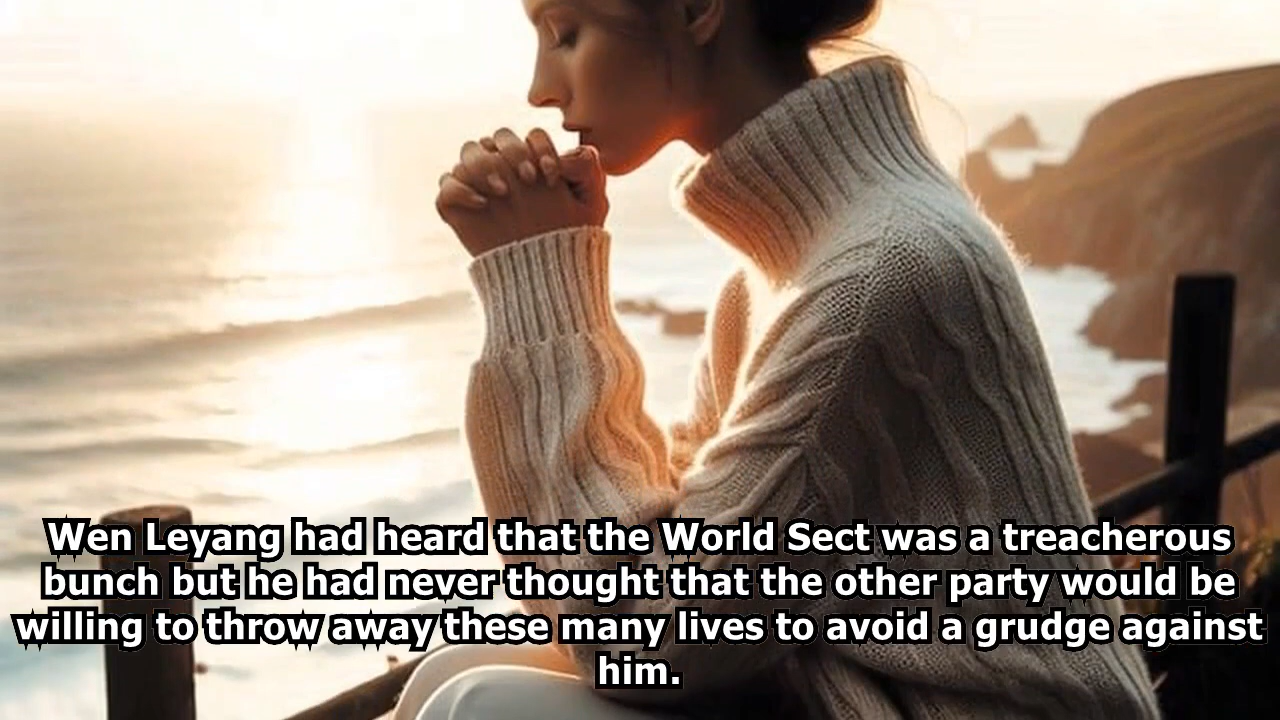 Wen Leyang had heard that the World Sect was a treacherous
bunch but he had never thought that the other party would be
willing to throw away these many lives to avoid a grudge against
him.